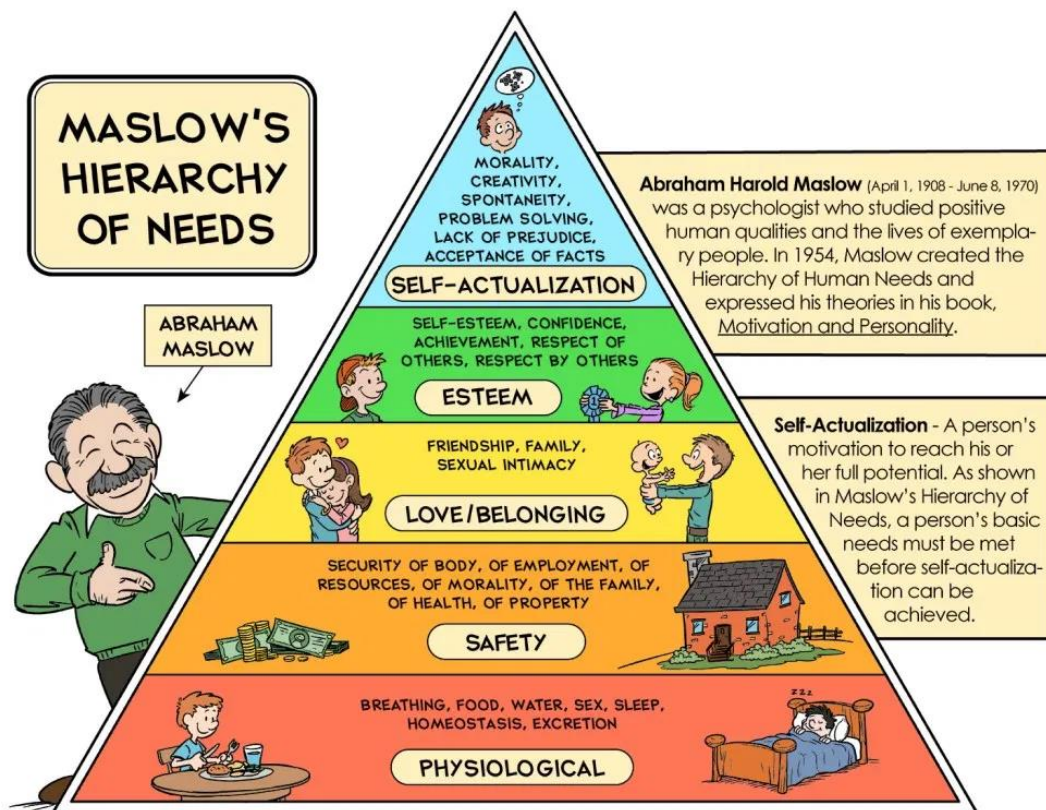 MASLOW'S
HIERARCHY
OF NEEDS
ABRAHAM
MASLOW
MORALITY,
CREATIVITY,
SPONTANEITY,
PROBLEM SOLVING,
LACK OF PREJUDICE,
ACCEPTANCE OF FACTS
SELF-ACTUALIZATION
SELF-ESTEEM, CONFIDENCE,
ACHIEVEMENT, RESPECT OF
OTHERS, RESPECT BY OTHERS
ESTEEM
1
FRIENDSHIP, FAMILY,
SEXUAL INTIMACY
LOVE/BELONGING
SECURITY OF BODY, OF EMPLOYMENT, OF
RESOURCES, OF MORALITY, OF THE FAMILY,
OF HEALTH, OF PROPERTY
SAFETY
BREATHING, FOOD, WATER, SEX, SLEEP,
HOMEOSTASIS, EXCRETION
PHYSIOLOGICAL
zzz
Abraham Harold Maslow (April 1, 1908 - June 8, 1970)
was a psychologist who studied positive
human qualities and the lives of exempla-
ry people. In 1954, Maslow created the
Hierarchy of Human Needs and
expressed his theories in his book,
Motivation and Personality.
Self-Actualization - A person's
motivation to reach his or
her full potential. As shown
in Maslow's Hierarchy of
Needs, a person's basic
needs must be met
before self-actualiza-
tion can be
achieved.